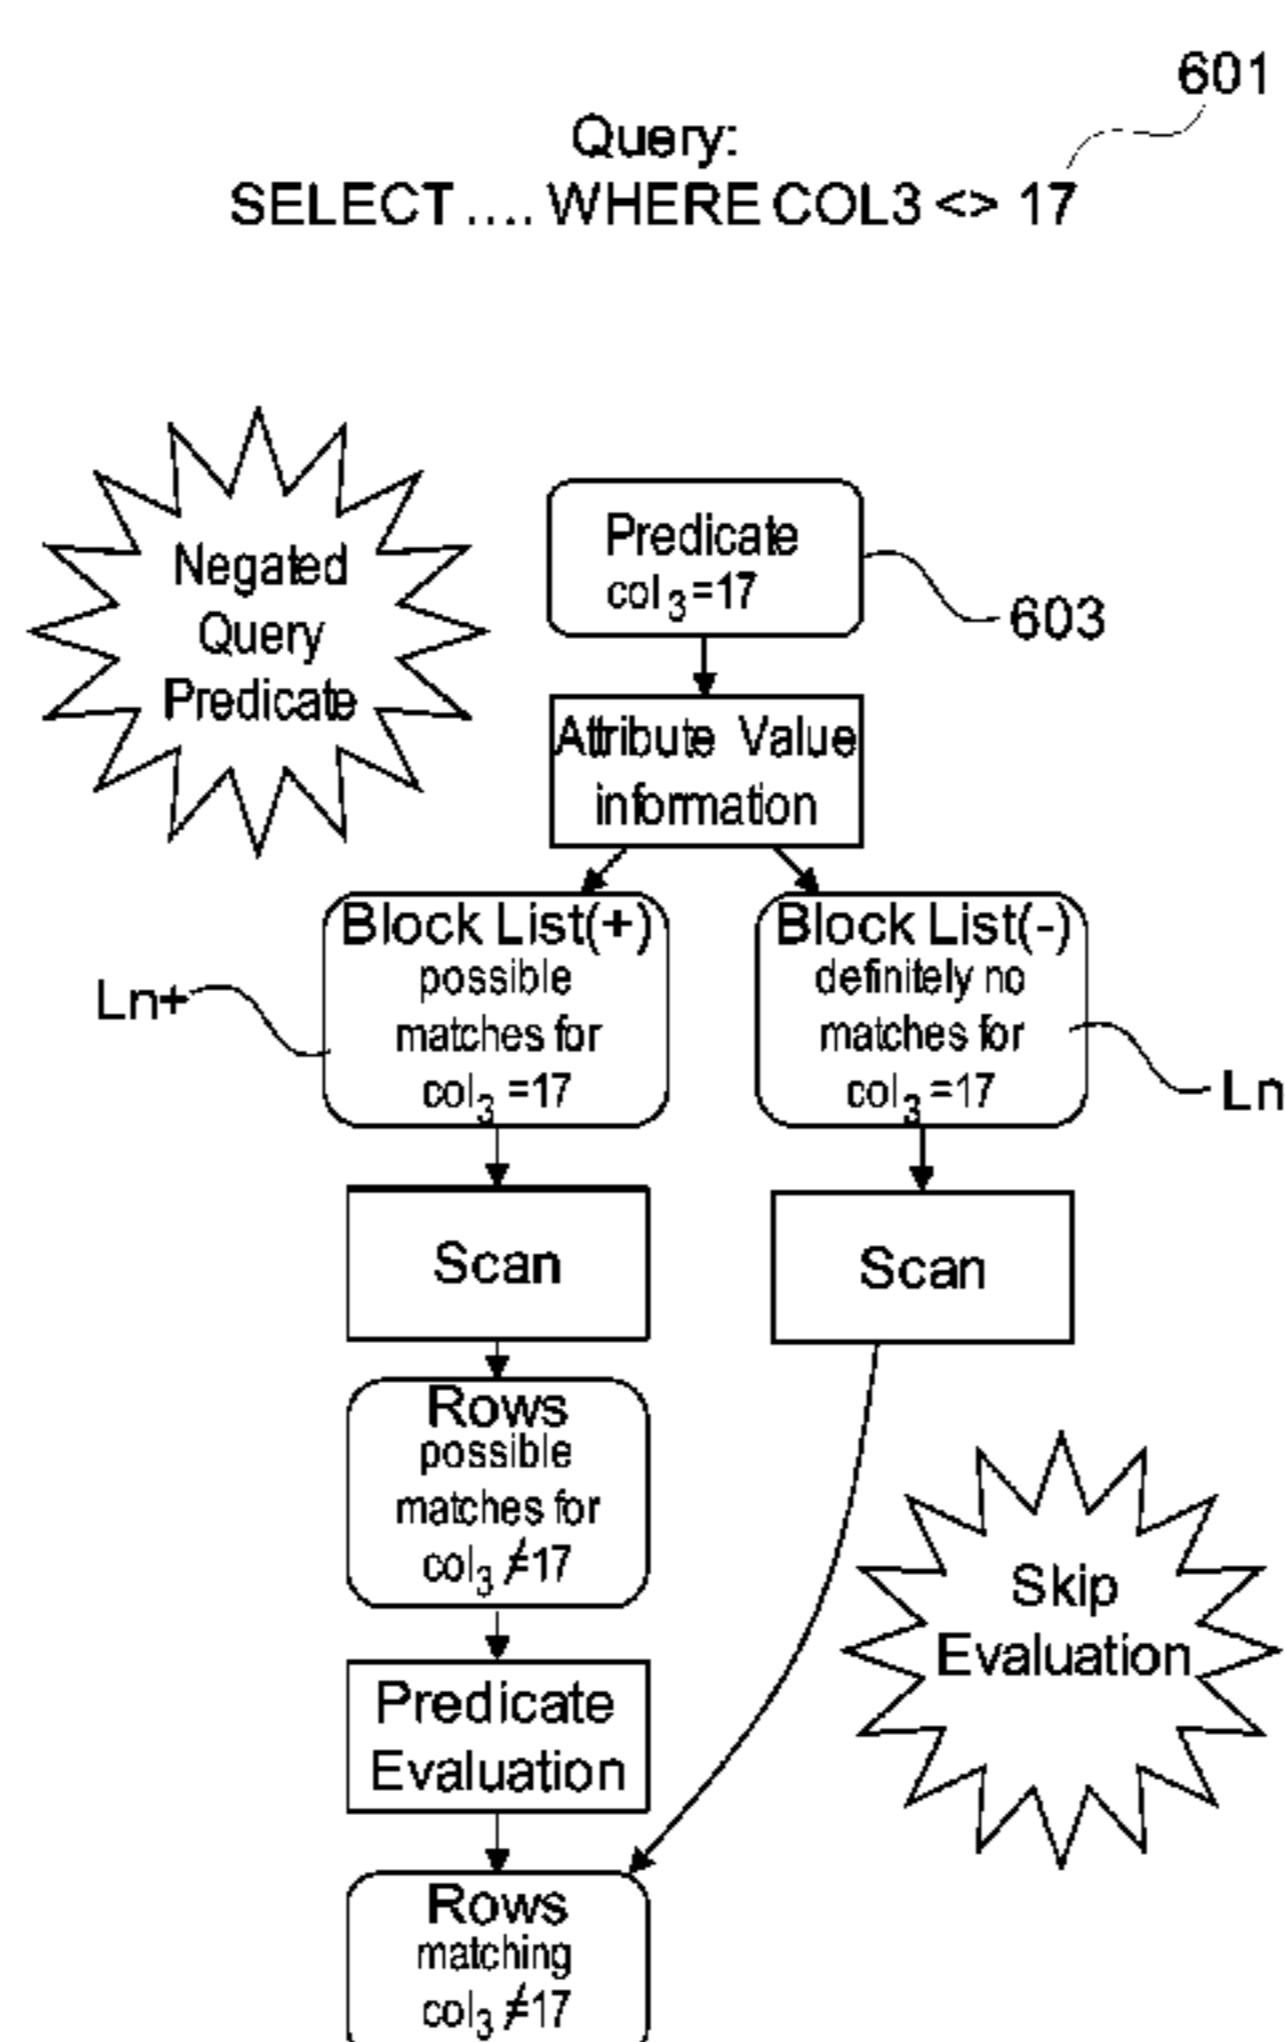 601
Query:
SELECT .... WHERE COL3 <> 17
Negated
Query
Predicate
Predicate
col3=17
603
Attribute Value
information
Block List(+)
possible
matches for
col3=17
Ln+
Block List(-)
definitely no
matches for
col3=17
Ln
Scan
Scan
Rows
possible
matches for
col3≠17
Skip
Evaluation
Predicate
Evaluation
Rows
matching
col3≠17